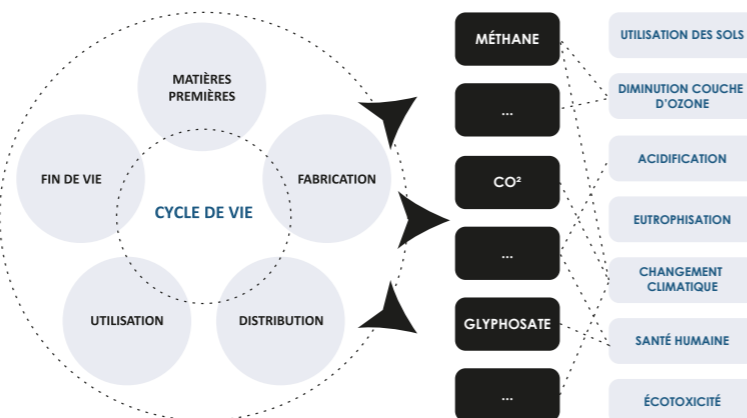 MATIÈRES
PREMIÈRES
FIN DE VIE
FABRICATION
CYCLE DE VIE
UTILISATION
DISTRIBUTION
MÉTHANE
...
CO²
...
GLYPHOSATE
...
UTILISATION DES SOLS
DIMINUTION COUCHE
D'OZONE
ACIDIFICATION
EUTROPHISATION
CHANGEMENT
CLIMATIQUE
SANTÉ HUMAINE
ÉCOTOXICITÉ